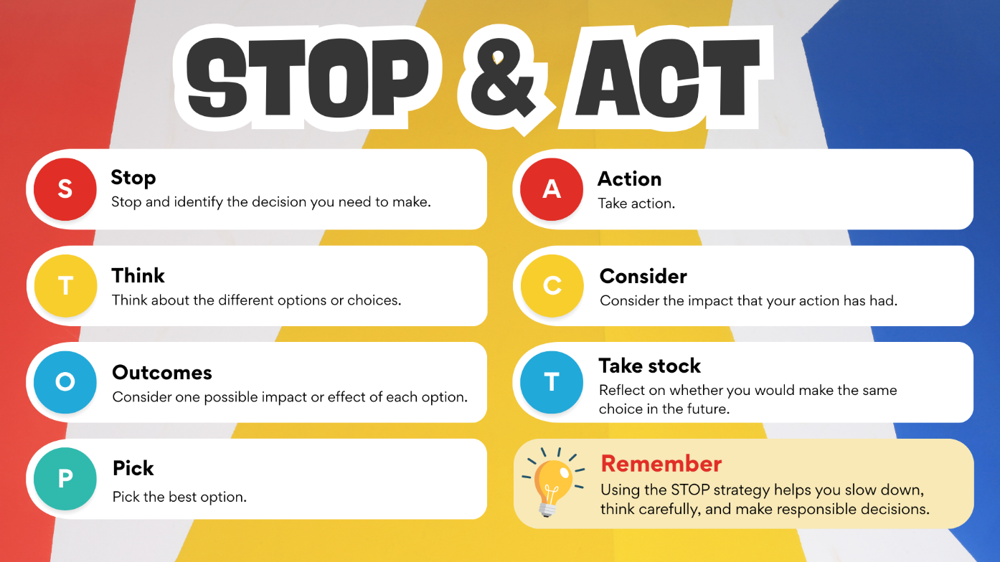 STOP & ACT
S
Stop
Stop and identify the decision you need to make.
T
Think
Think about the different options or choices.
O
Outcomes
Consider one possible impact or effect of each option.
P
Pick
Pick the best option.
A
Action
Take action.
C
Consider
Consider the impact that your action has had.
T
Take stock
Reflect on whether you would make the same
choice in the future.
Remember
Using the STOP strategy helps you slow down,
think carefully, and make responsible decisions.